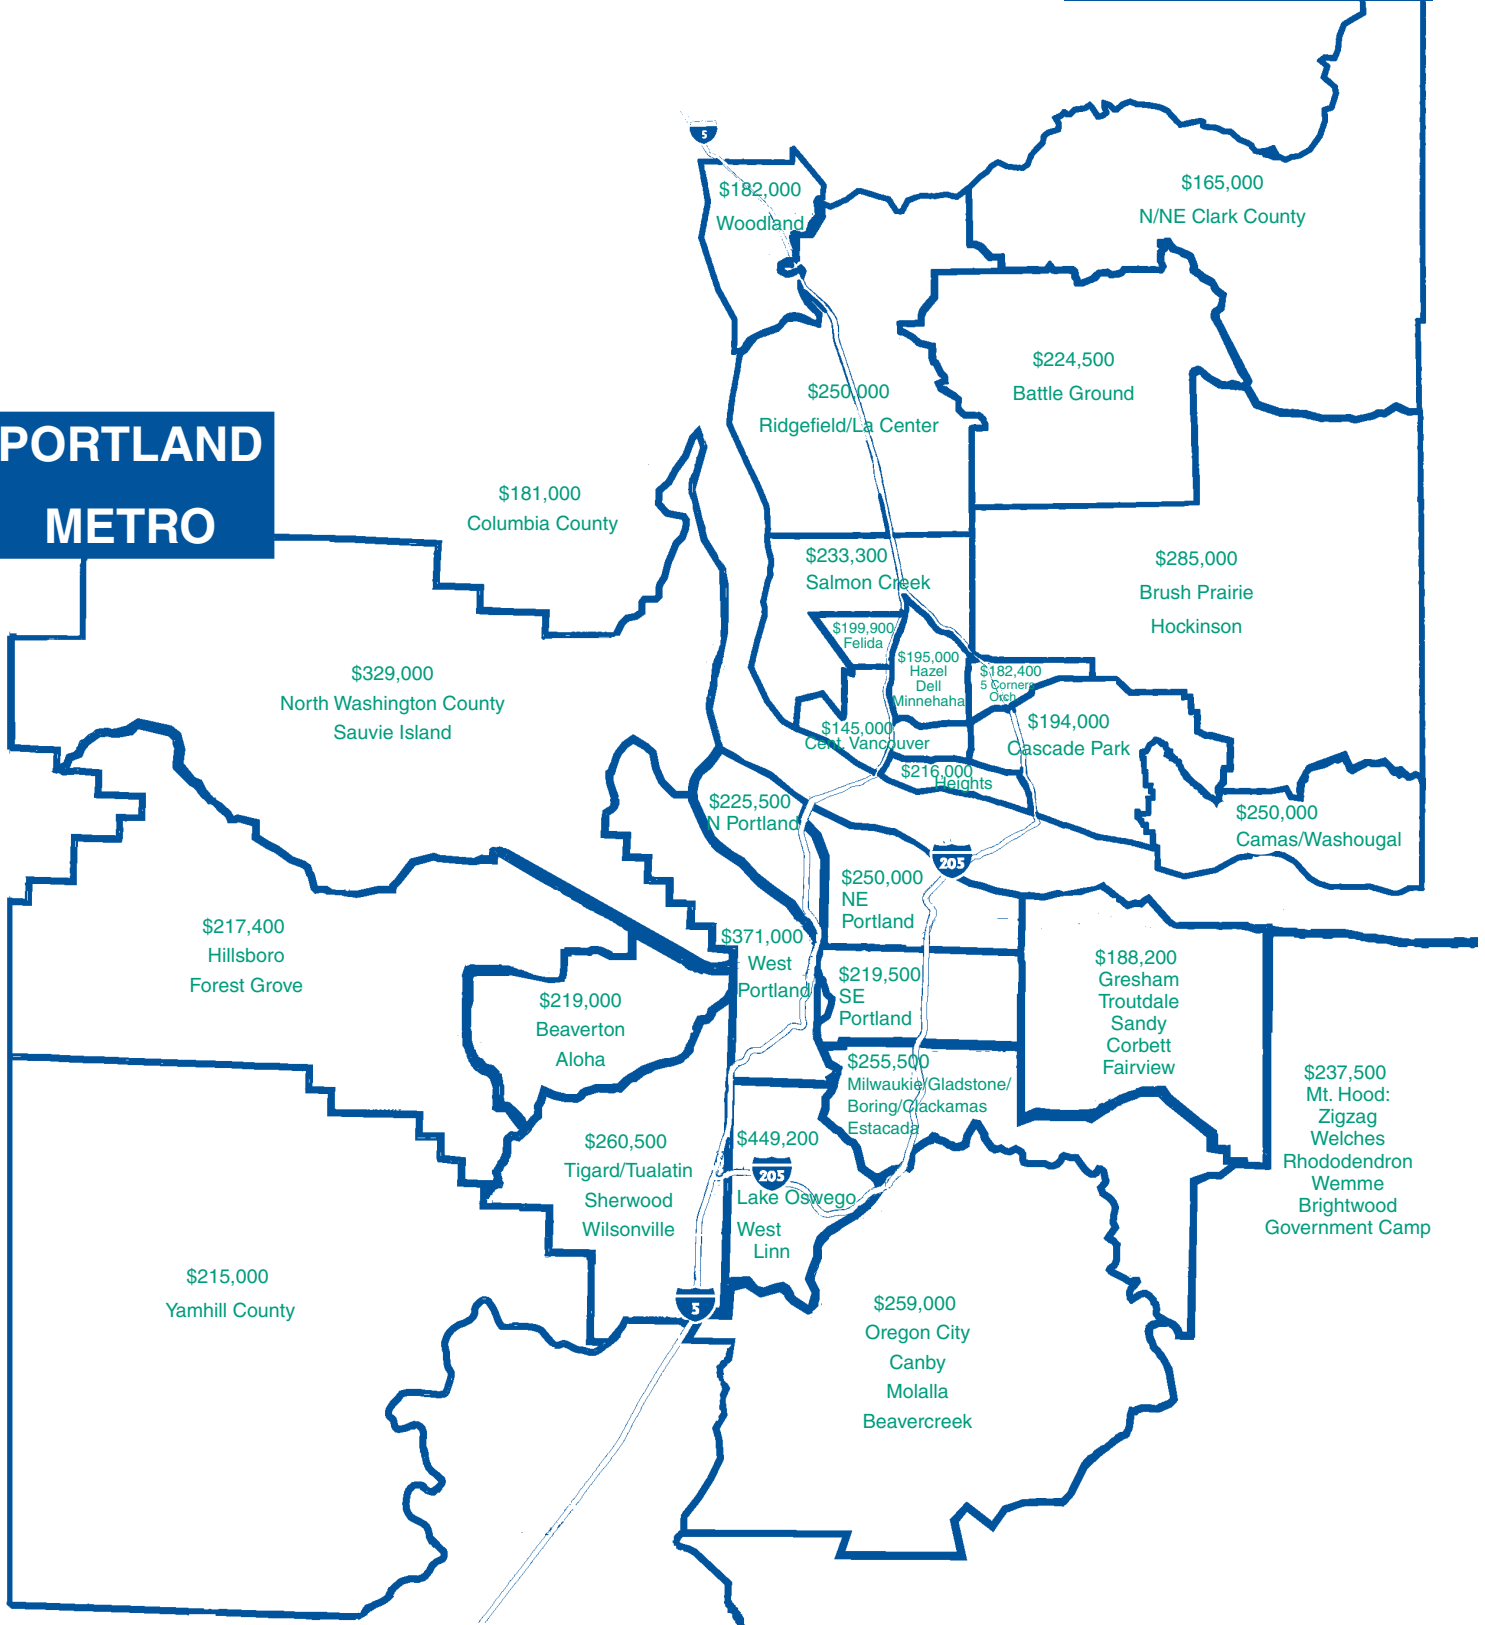 5
$182,000
Woodland
$165,000
N/NE Clark County
$224,500
Battle Ground
$250,000
Ridgefield/La Center
PORTLAND
METRO
$181,000
Columbia County
$233,300
Salmon Creek
$285,000
Brush Prairie
Hockinson
$199,900
Felida
$195,000
Hazel
Dell
Minnehaha
$182,400
5 Corners
Orch
$329,000
North Washington County
Sauvie Island
$145,000
Cent. Vancouver
$194,000
Cascade Park
$216,000
Heights
$225,500
N Portland
$250,000
Camas/Washougal
205
$250,000
NE
Portland
$217,400
Hillsboro
Forest Grove
$371,000
West
Portland
$219,500
SE
Portland
$188,200
Gresham
Troutdale
Sandy
Corbett
Fairview
$219,000
Beaverton
Aloha
$255,500
Milwaukie/Gladstone/
Boring/Clackamas
Estacada
$237,500
Mt. Hood:
Zigzag
Welches
Rhododendron
Wemme
Brightwood
Government Camp
$260,500
Tigard/Tualatin
Sherwood
Wilsonville
$449,200
205
Lake Oswego
West
Linn
$215,000
Yamhill County
5
$259,000
Oregon City
Canby
Molalla
Beavercreek